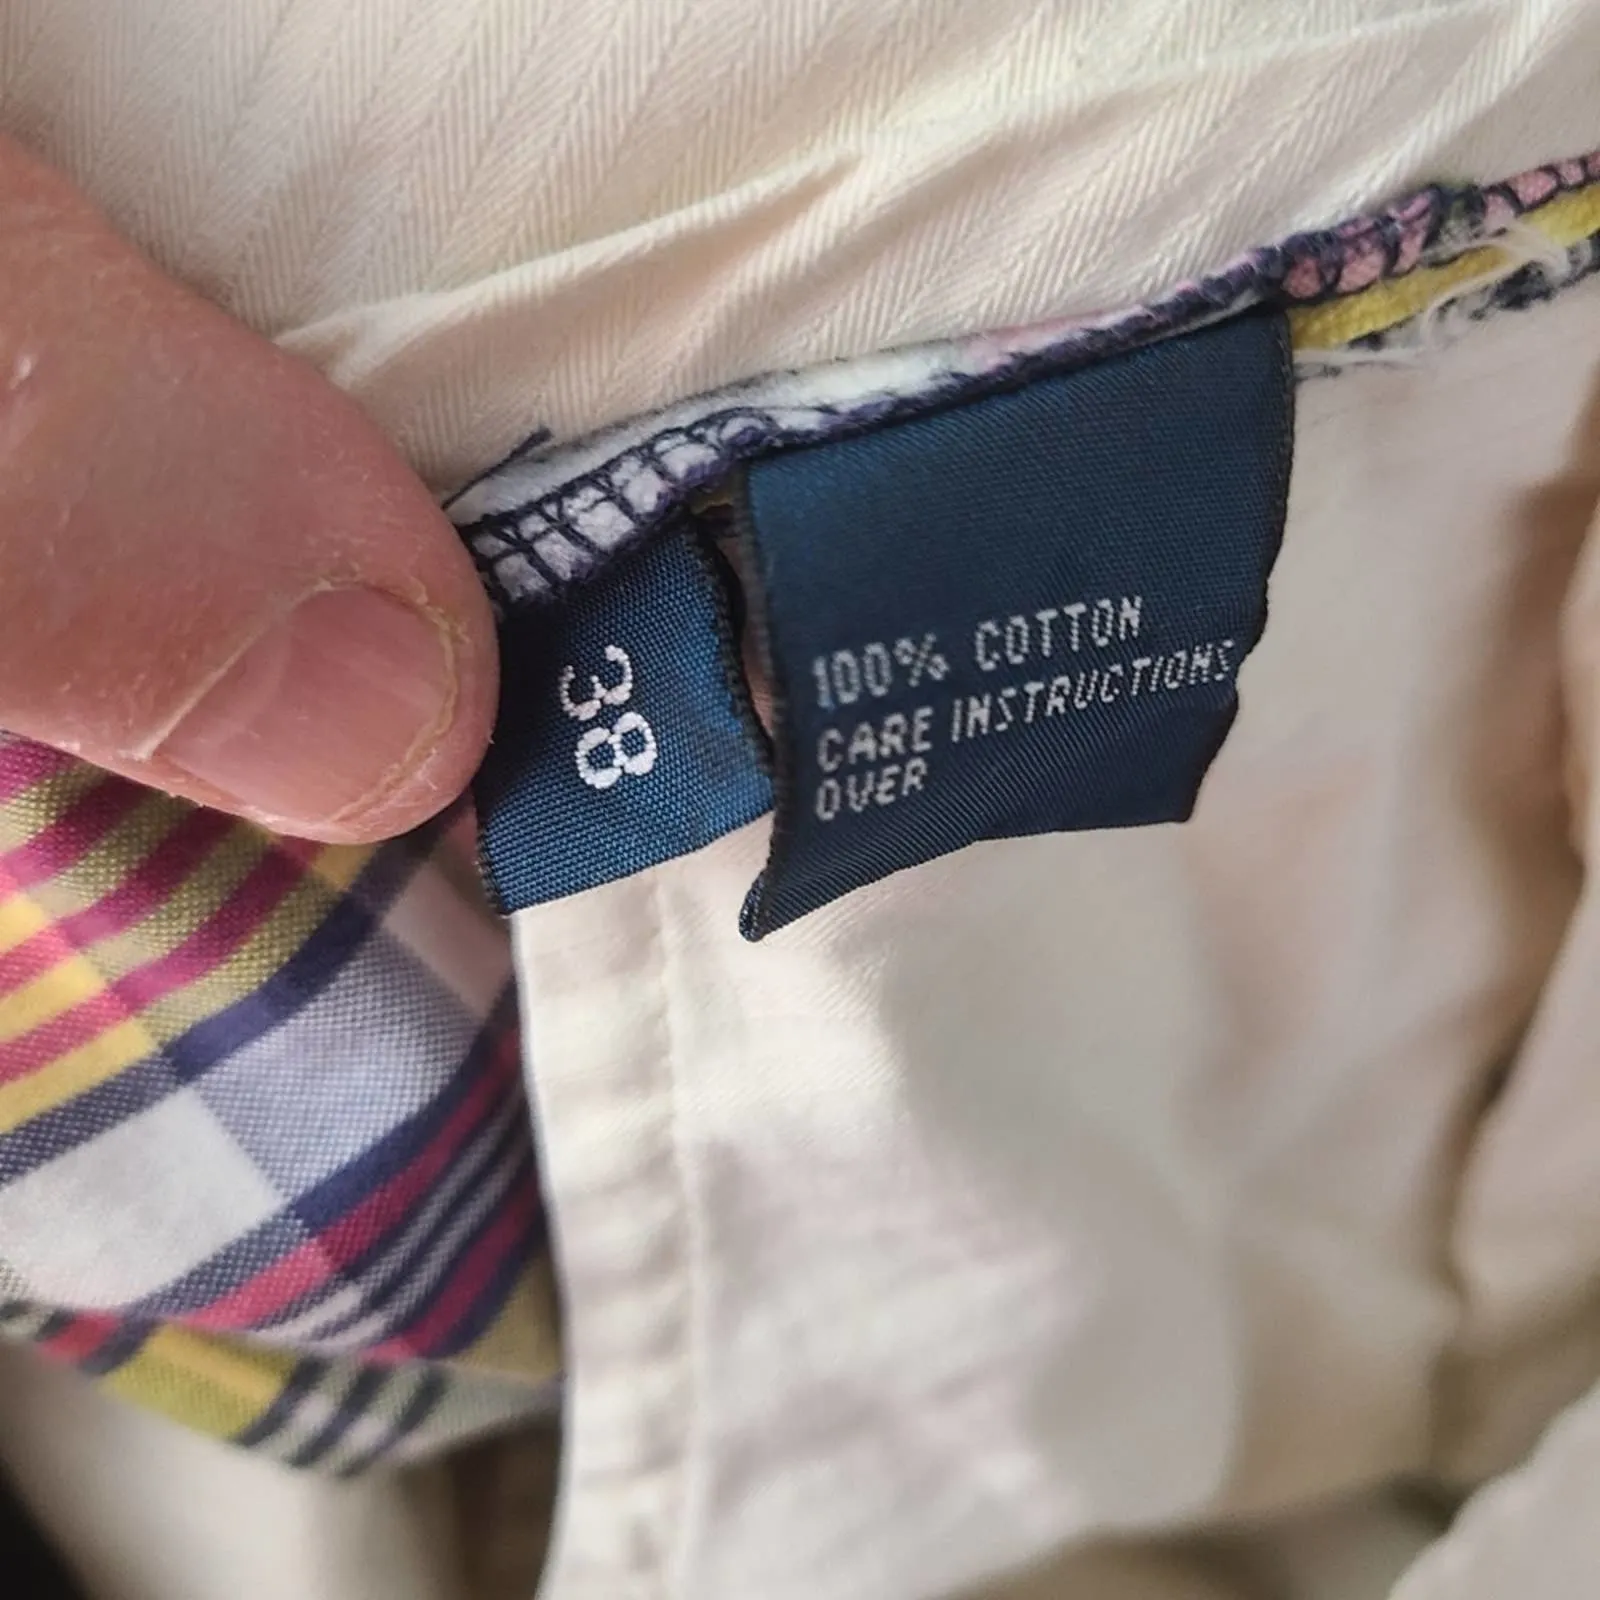 38
100% COTTON
CARE INSTRUCTIONS
OVER